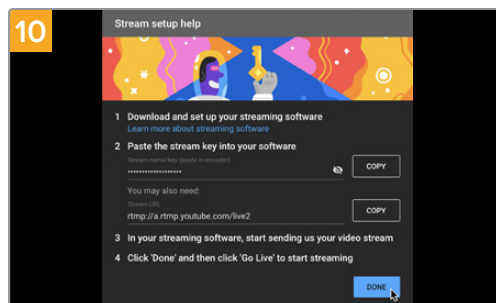 10
Stream setup help
1 Download and set up your streaming software
Learn more about streaming software
2 Paste the stream key into your software
Stream name/key (paste in encoder)
•••••••••••••••••••
COPY
You may also need:
Stream URL
rtmp://a.rtmp.youtube.com/live2
COPY
3 In your streaming software, start sending us your video stream
4 Click 'Done' and then click 'Go Live' to start streaming
DONE